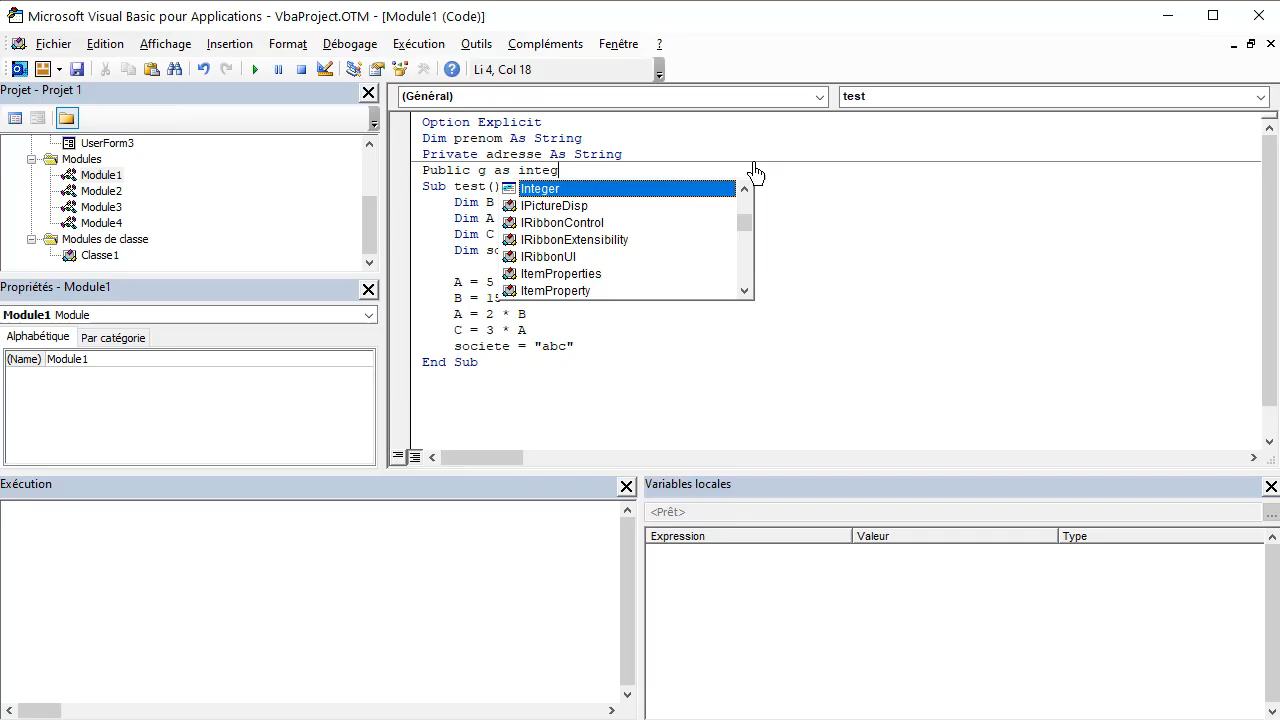 Microsoft Visual Basic pour Applications - VbaProject.OTM - [Module1 (Code)]
Fichier Edition Affichage Insertion Format Débogage Exécution Outils Compléments Fenêtre ?
Li 4, Col 18
Projet - Projet 1
UserForm3
Modules
Module1
Module2
Module3
Module4
Modules de classe
Classe1
Propriétés - Module1
Module1 Module
Alphabétique Par catégorie
(Name) Module1
(Général) test
Option Explicit
Dim prenom As String
Private adresse As String
Public g as integ
Sub test()
Dim B
Dim A
Dim C
Dim so
Integer
IPictureDisp
IRibbonControl
IRibbonExtensibility
IRibbonUI
ItemProperties
ItemProperty
A = 5
B = 15
A = 2 * B
C = 3 * A
societe = "abc"
End Sub
Exécution
Variables locales
<Prêt>
Expression Valeur Type